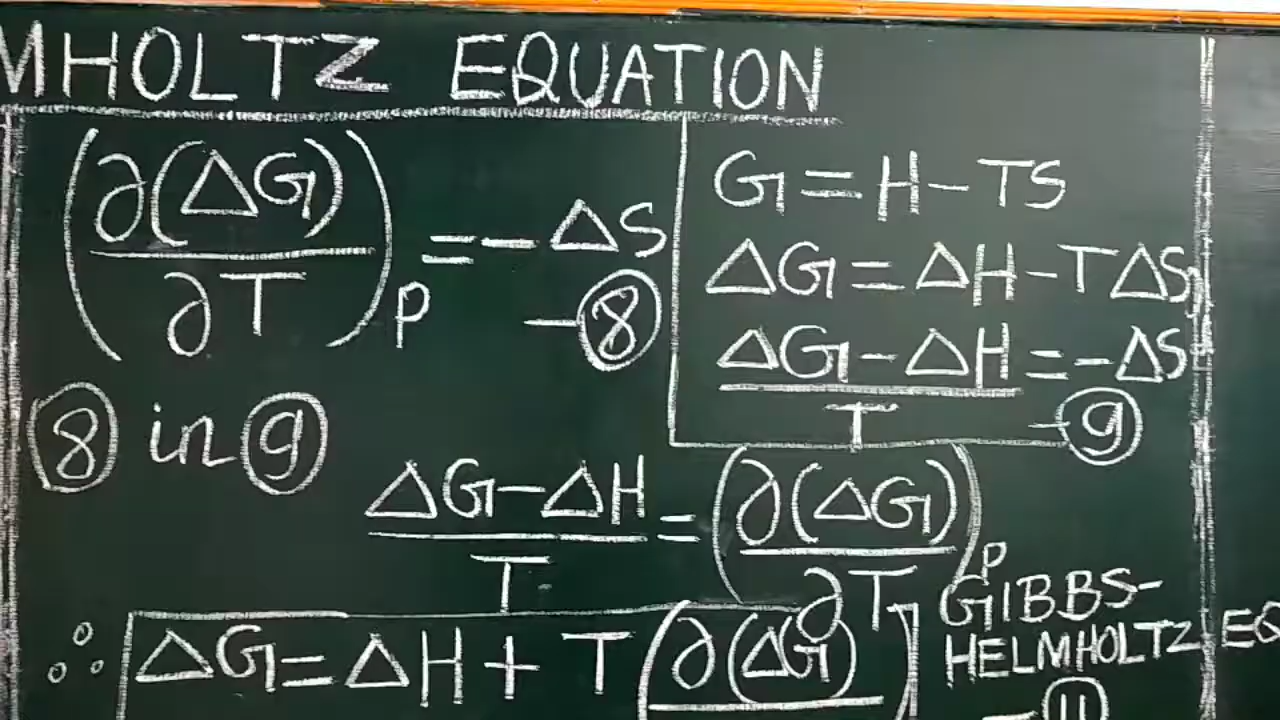 MHOLTZ EQUATION
(∂(ΔG)/∂T)P = - ΔS
- 8
G = H - TS
ΔG = ΔH - TΔS
(ΔG - ΔH)/T = - ΔS
- 9
8 in 9
(ΔG - ΔH)/T = (∂(ΔG)/∂T)P
∴ ΔG = ΔH + T(∂(ΔG)
GIBBS-
HELMHOLTZ EQ
- 11